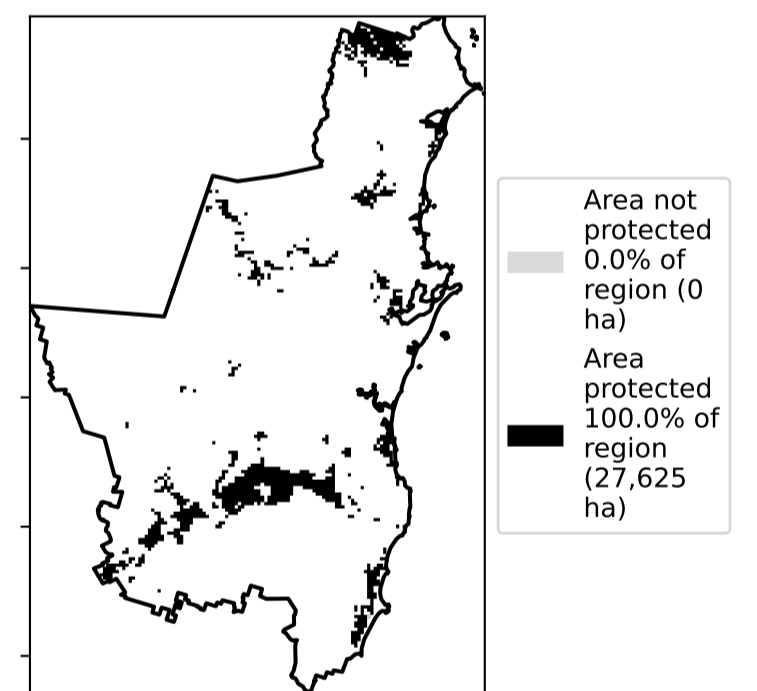 Area not
protected
0.0% of
region (0
ha)
Area
protected
100.0% of
region
(27,625
ha)